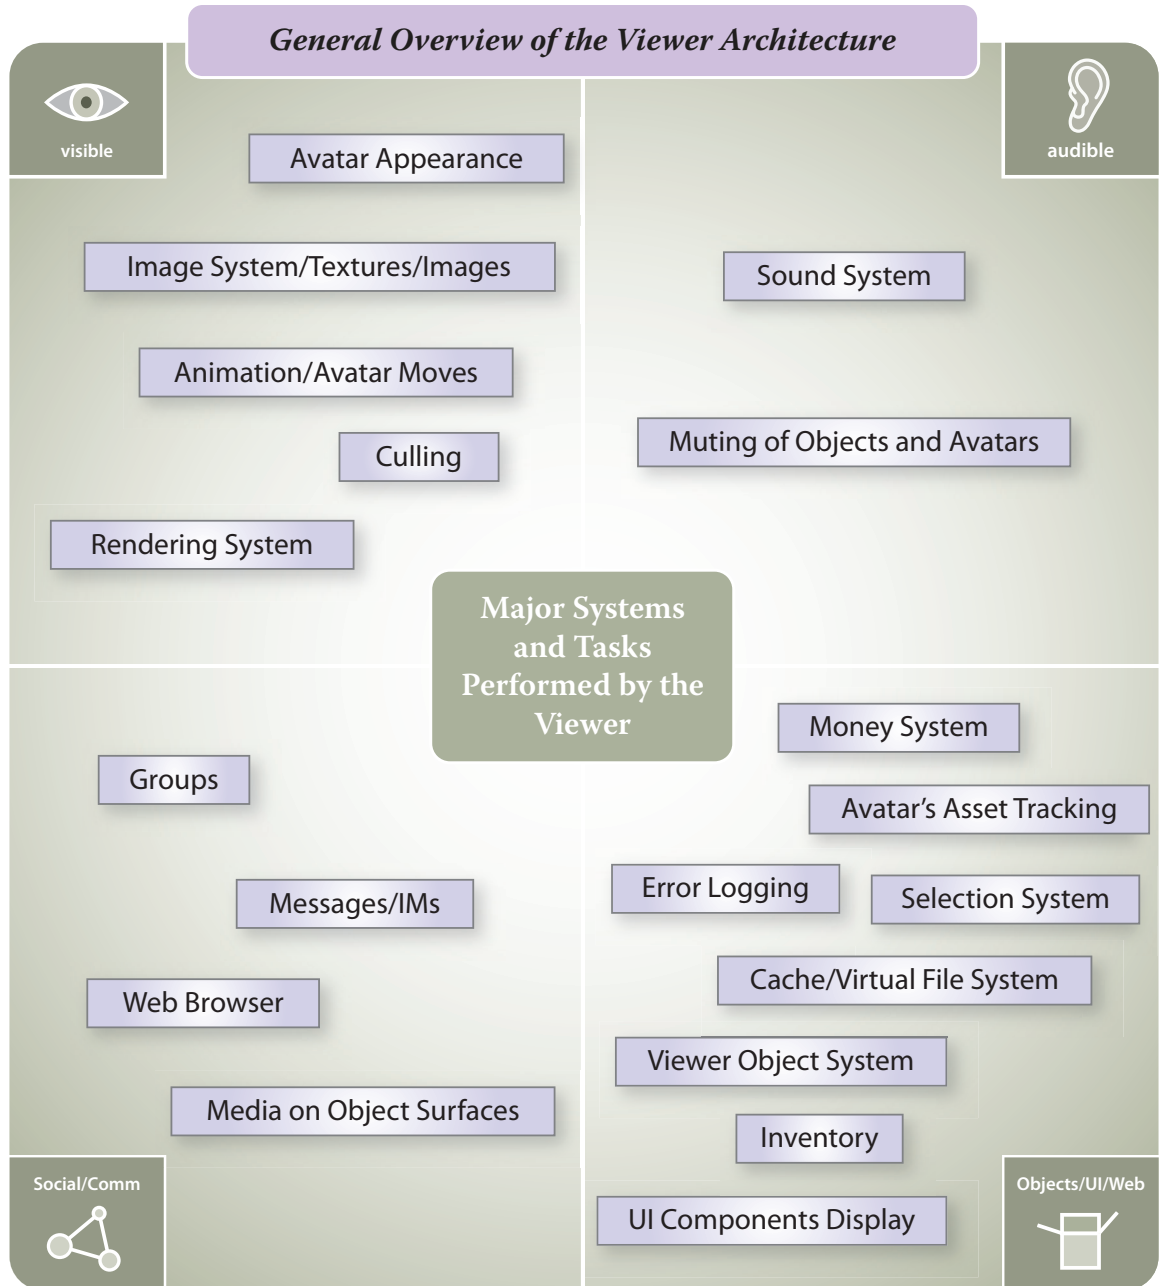 General Overview of the Viewer Architecture
visible
audible
Avatar Appearance
Image System/Textures/Images
Animation/Avatar Moves
Culling
Rendering System
Sound System
Muting of Objects and Avatars
Major Systems
and Tasks
Performed by the
Viewer
Groups
Messages/IMs
Web Browser
Media on Object Surfaces
Social/Comm
Money System
Avatar’s Asset Tracking
Error Logging
Selection System
Cache/Virtual File System
Viewer Object System
Inventory
UI Components Display
Objects/UI/Web